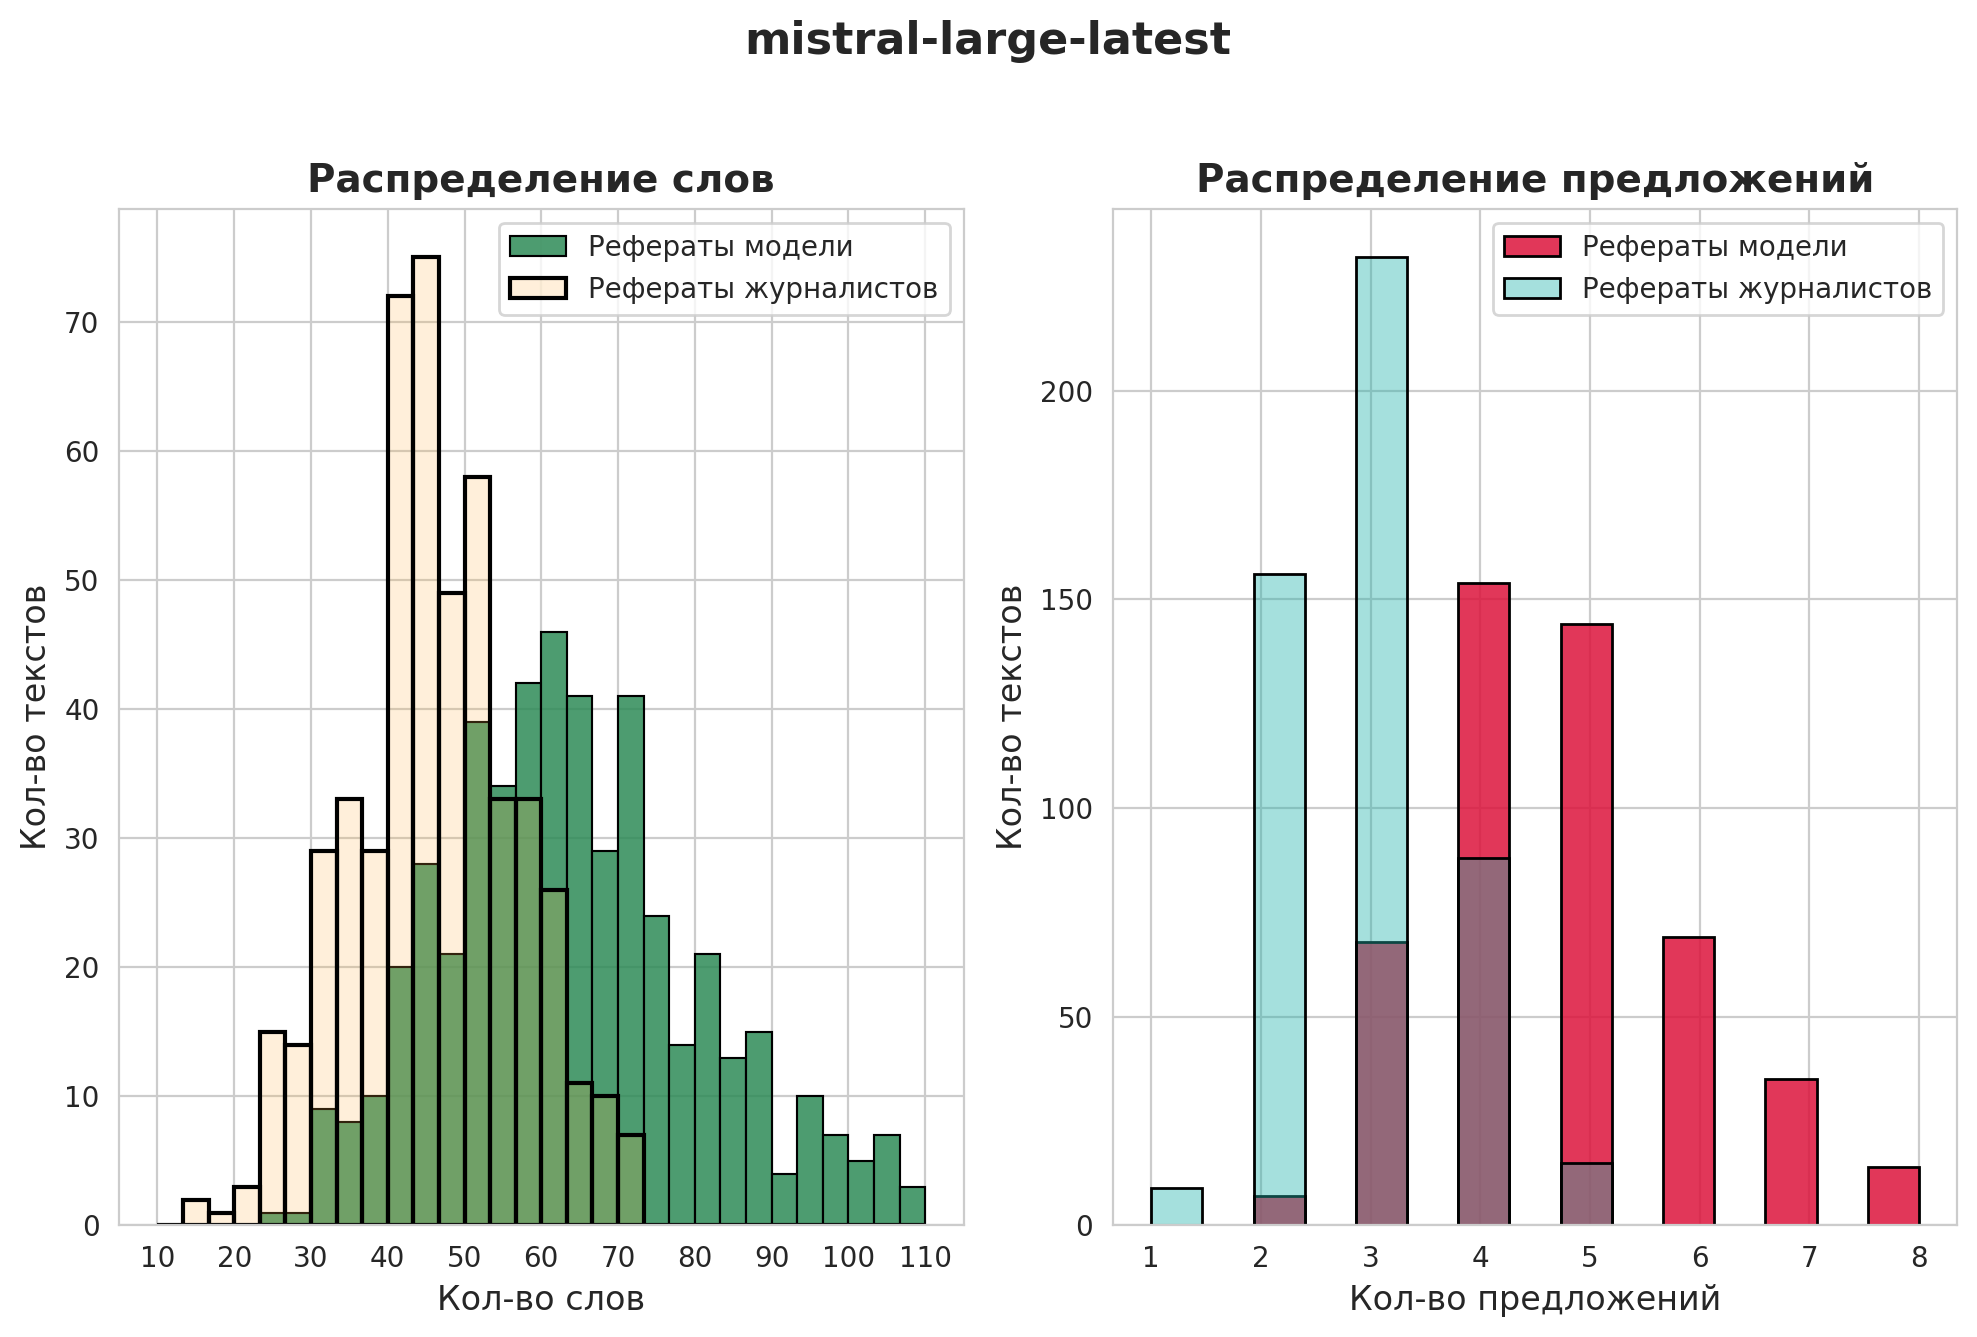 mistral-large-latest
Распределение слов
Рефераты модели
Рефераты журналистов
Кол-во текстов
70
60
50
40
30
20
10
0
10 20 30 40 50 60 70 80 90 100 110
Кол-во слов
Распределение предложений
Рефераты модели
Рефераты журналистов
Кол-во текстов
200
150
100
50
0
1 2 3 4 5 6 7 8
Кол-во предложений